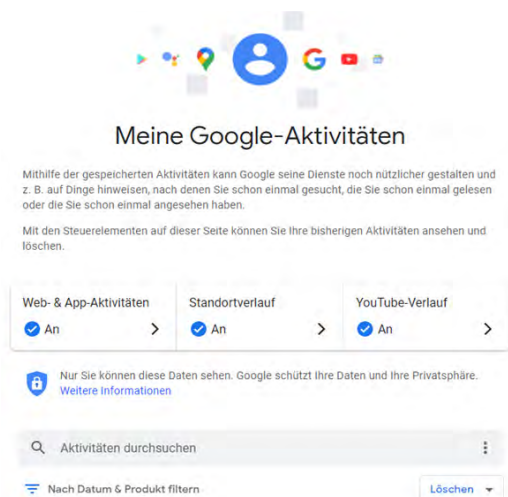 Meine Google-Aktivitäten
Mithilfe der gespeicherten Aktivitäten kann Google seine Dienste noch nützlicher gestalten und
z. B. auf Dinge hinweisen, nach denen Sie schon einmal gesucht, die Sie schon einmal gelesen
oder die Sie schon einmal angesehen haben.
Mit den Steuerelementen auf dieser Seite können Sie Ihre bisherigen Aktivitäten ansehen und
löschen.
Web- & App-Aktivitäten Standortverlauf YouTube-Verlauf
An An An
Nur Sie können diese Daten sehen. Google schützt Ihre Daten und Ihre Privatsphäre.
Weitere Informationen
Aktivitäten durchsuchen
Nach Datum & Produkt filtern Löschen